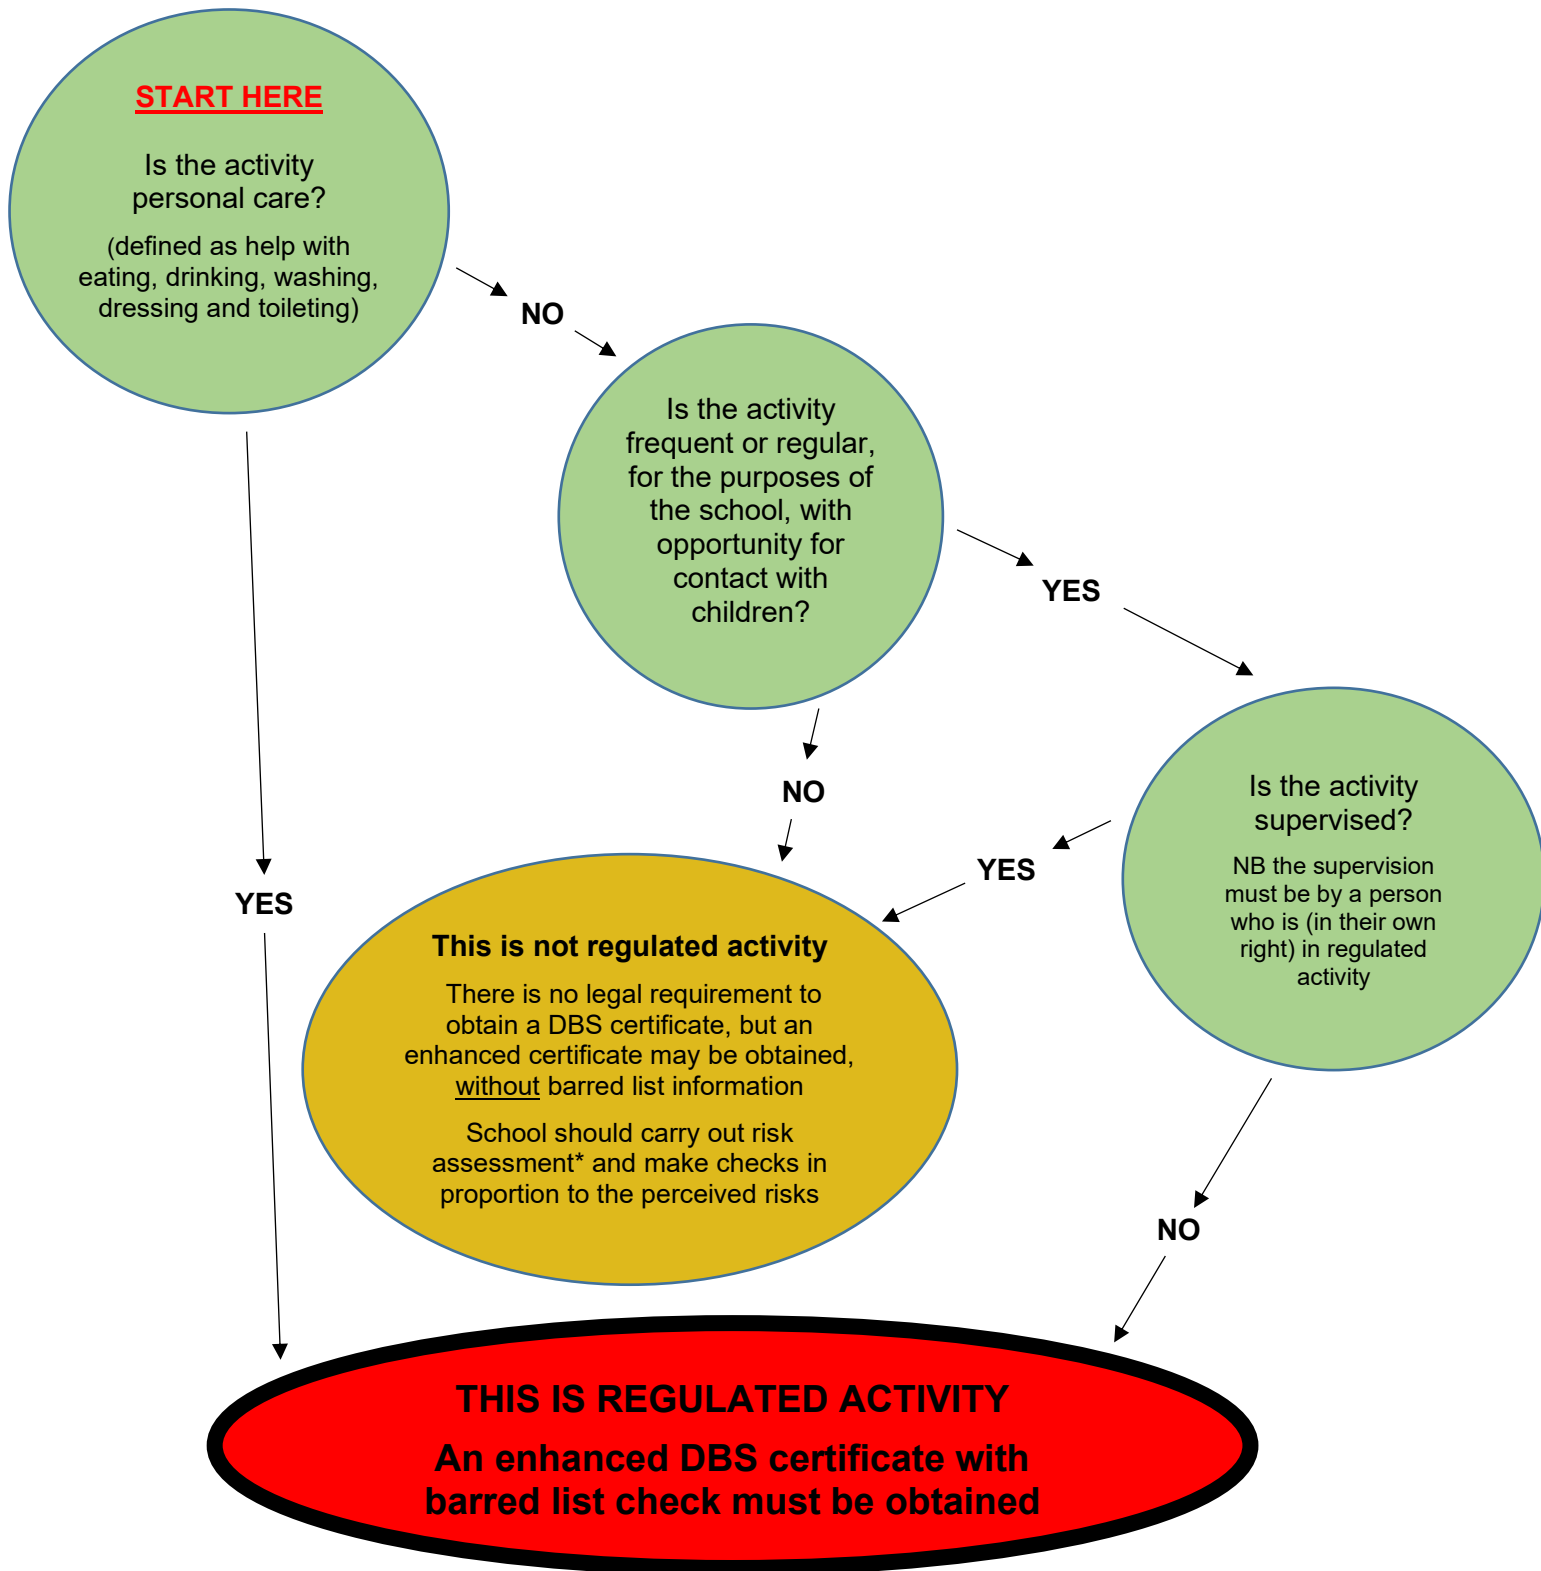 START HERE
Is the activity
personal care?
(defined as help with
eating, drinking, washing,
dressing and toileting)
NO
Is the activity
frequent or regular,
for the purposes of
the school, with
opportunity for
contact with
children?
YES
NO
Is the activity
supervised?
NB the supervision
must be by a person
who is (in their own
right) in regulated
activity
YES
YES
This is not regulated activity
There is no legal requirement to
obtain a DBS certificate, but an
enhanced certificate may be obtained,
without barred list information
School should carry out risk
assessment* and make checks in
proportion to the perceived risks
NO
THIS IS REGULATED ACTIVITY
An enhanced DBS certificate with
barred list check must be obtained